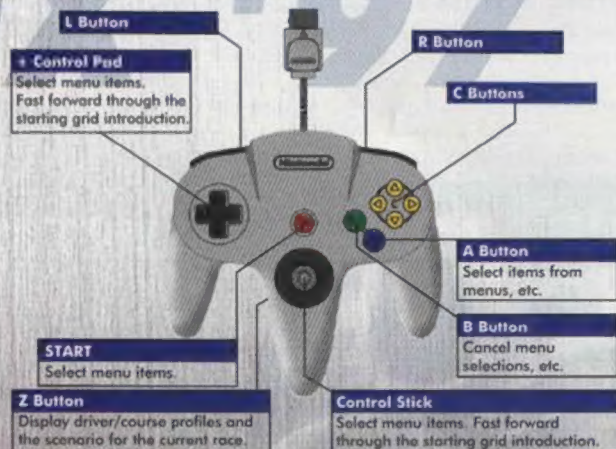 '97
L Button
R Button
+ Control Pad
Select menu items.
Fast forward through the
starting grid introduction.
C Buttons
A Button
Select items from
menus, etc.
B Button
Cancel menu
selections, etc.
START
Select menu items.
Z Button
Display driver/course profiles and
the scenario for the current race.
Control Stick
Select menu items. Fast forward
through the starting grid introduction.
C